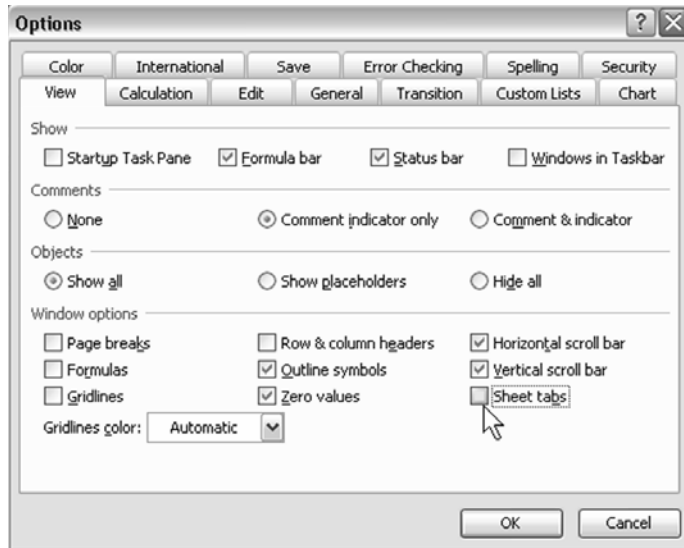 Options
Color International Save Error Checking Spelling Security
View Calculation Edit General Transition Custom Lists Chart
Show
Startup Task Pane Formula bar Status bar Windows in Taskbar
Comments
None Comment indicator only Comment & indicator
Objects
Show all Show placeholders Hide all
Window options
Page breaks Row & column headers Horizontal scroll bar
Formulas Outline symbols Vertical scroll bar
Gridlines Zero values Sheet tabs
Gridlines color: Automatic
OK Cancel